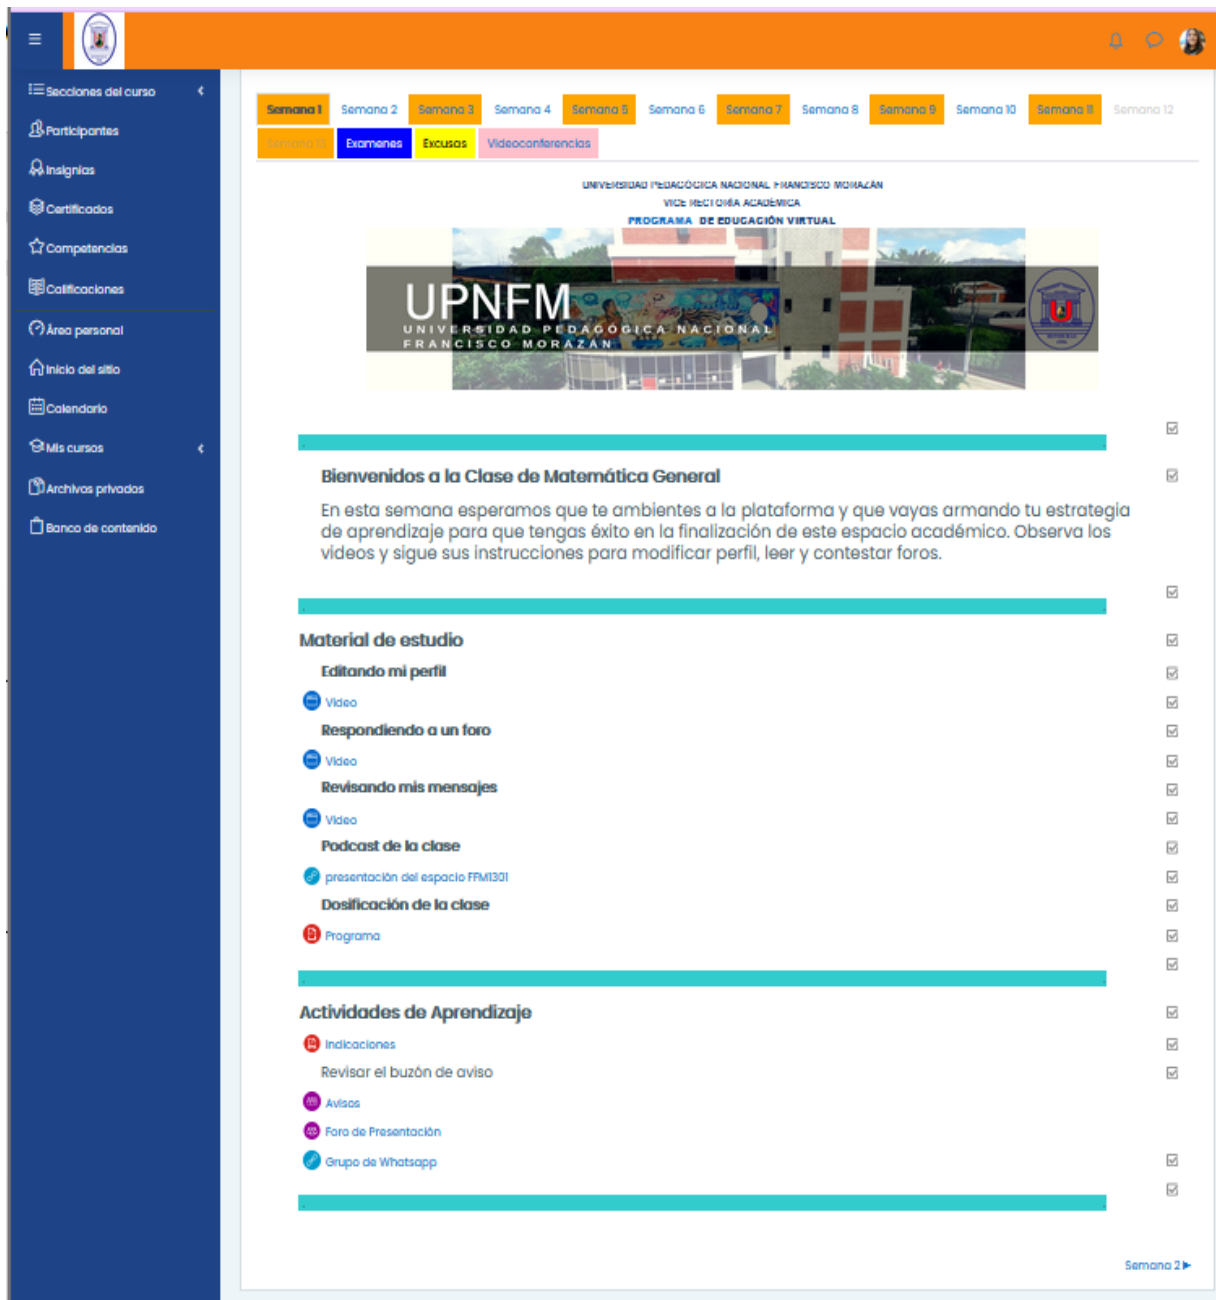 Secciones del curso
Participantes
Insignias
Certificados
Competencias
Calificaciones
Área personal
Inicio del sitio
Calendario
Mis cursos
Archivos privados
Banco de contenido
Semana 1 Semana 2 Semana 3 Semana 4 Semana 5 Semana 6 Semana 7 Semana 8 Semana 9 Semana 10 Semana 11 Semana 12
Semana 13 Examenes Excusas Videoconferencias
UNIVERSIDAD PEDAGÓGICA NACIONAL FRANCISCO MORAZÁN
VICE RECTORÍA ACADÉMICA
PROGRAMA DE EDUCACIÓN VIRTUAL
UPNFM
UNIVERSIDAD PEDAGÓGICA NACIONAL
FRANCISCO MORAZÁN
Bienvenidos a la Clase de Matemática General
En esta semana esperamos que te ambientes a la plataforma y que vayas armando tu estrategia
de aprendizaje para que tengas éxito en la finalización de este espacio académico. Observa los
videos y sigue sus instrucciones para modificar perfil, leer y contestar foros.
Material de estudio
Editando mi perfil
Video
Respondiendo a un foro
Video
Revisando mis mensajes
Video
Podcast de la clase
presentación del espacio FFM1301
Dosificación de la clase
Programa
Actividades de Aprendizaje
Indicaciones
Revisar el buzón de aviso
Avisos
Foro de Presentación
Grupo de Whatsapp
Semana 2►